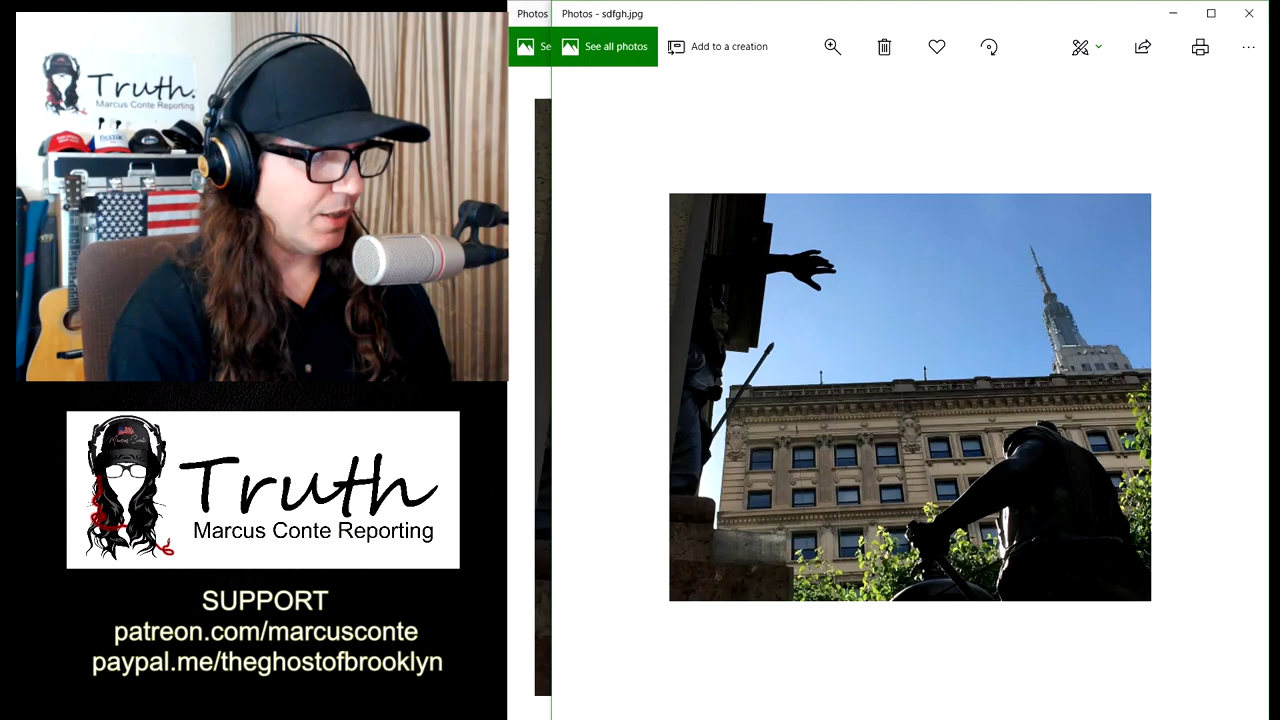 Truth.
Marcus Conte Reporting
Truth
Marcus Conte Reporting
SUPPORT
patreon.com/marcusconte
paypal.me/theghostofbrooklyn
Photos
Photos - sdfgh.jpg
Se
See all photos
Add to a creation